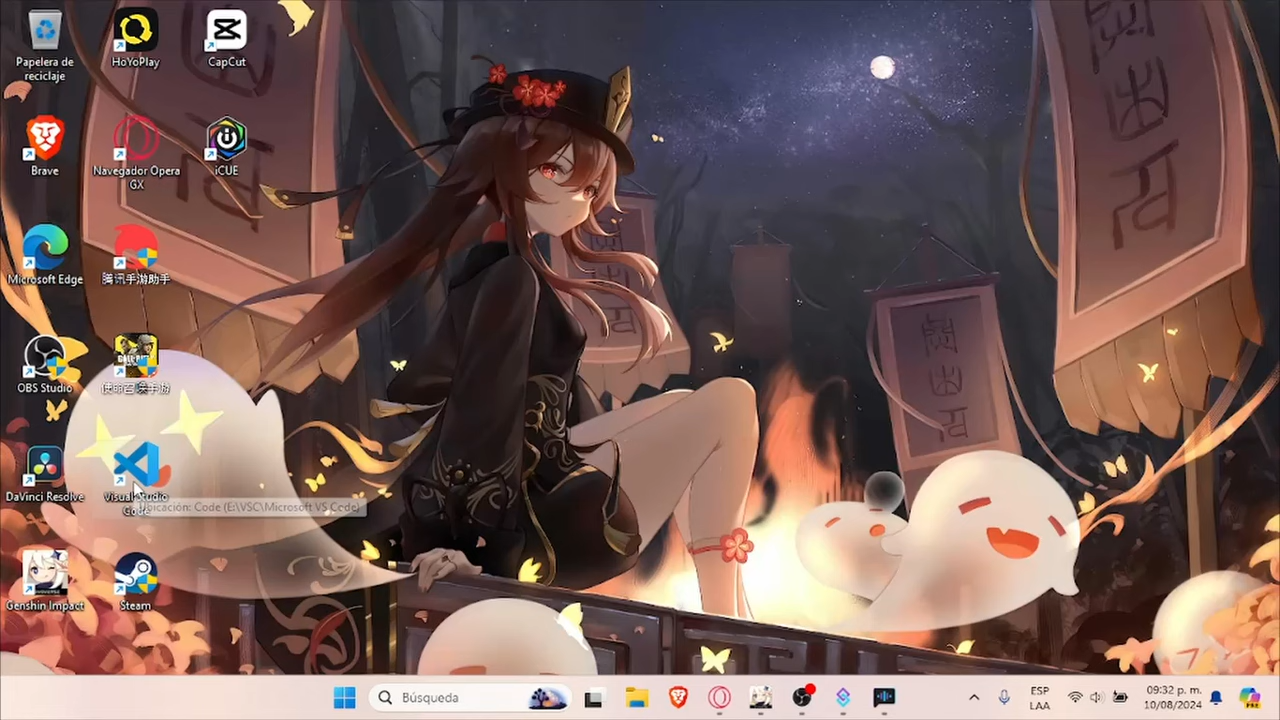 Papelera de
reciclaje
HoYoPlay
CapCut
Brave
Navegador Opera
GX
iCUE
Microsoft Edge
腾讯手游助手
OBS Studio
使命召唤手游
DaVinci Resolve
Visual Studio
Code
Ubicación: Code (E:\VSC\Microsoft VS Code)
Genshin Impact
Steam
Búsqueda
ESP
LAA
09:32 p. m.
10/08/2024
PRE